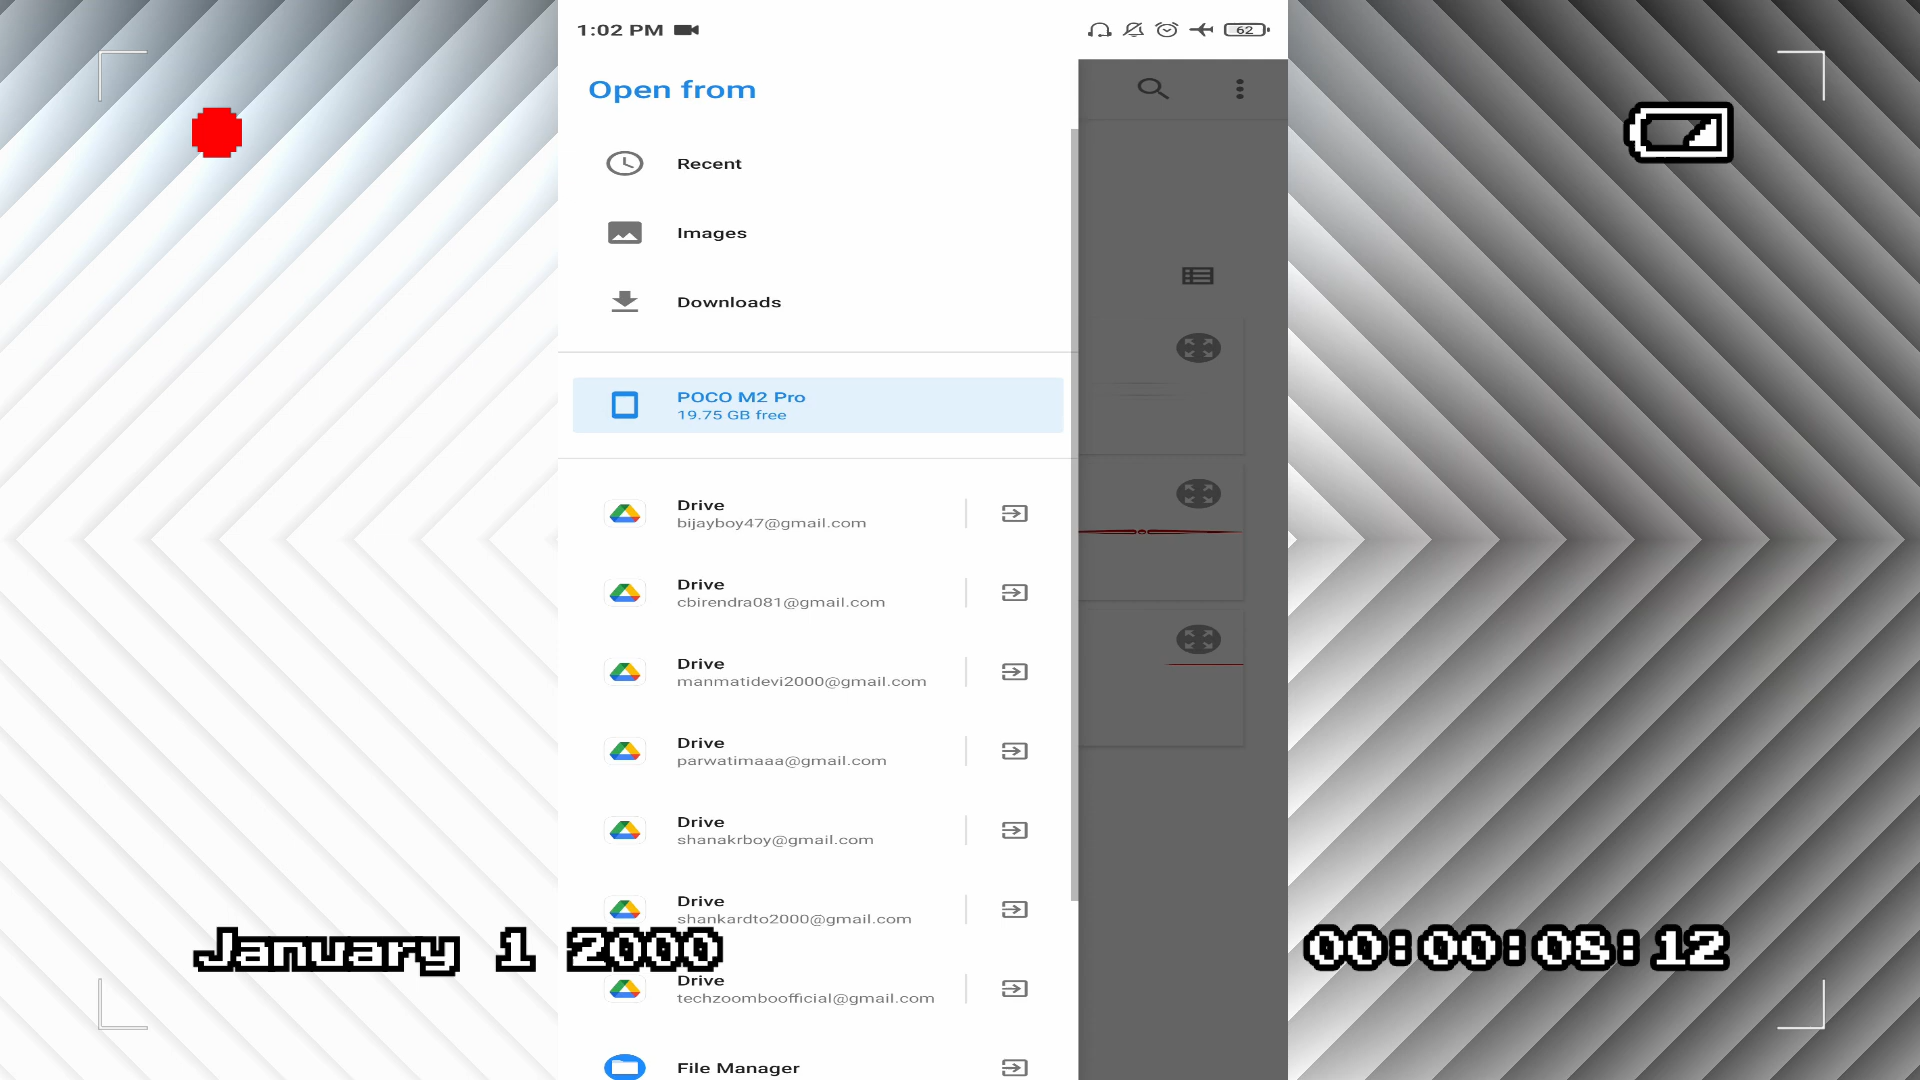 1:02 PM
62
Open from
Recent
Images
Downloads
POCO M2 Pro
19.75 GB free
Drive
bijayboy47@gmail.com
Drive
cbirendra081@gmail.com
Drive
manmatidevi2000@gmail.com
Drive
parwatimaaa@gmail.com
Drive
shanakrboy@gmail.com
Drive
shankardto2000@gmail.com
January 1 2000
00:00:03:12
Drive
techzoomboofficial@gmail.com
File Manager